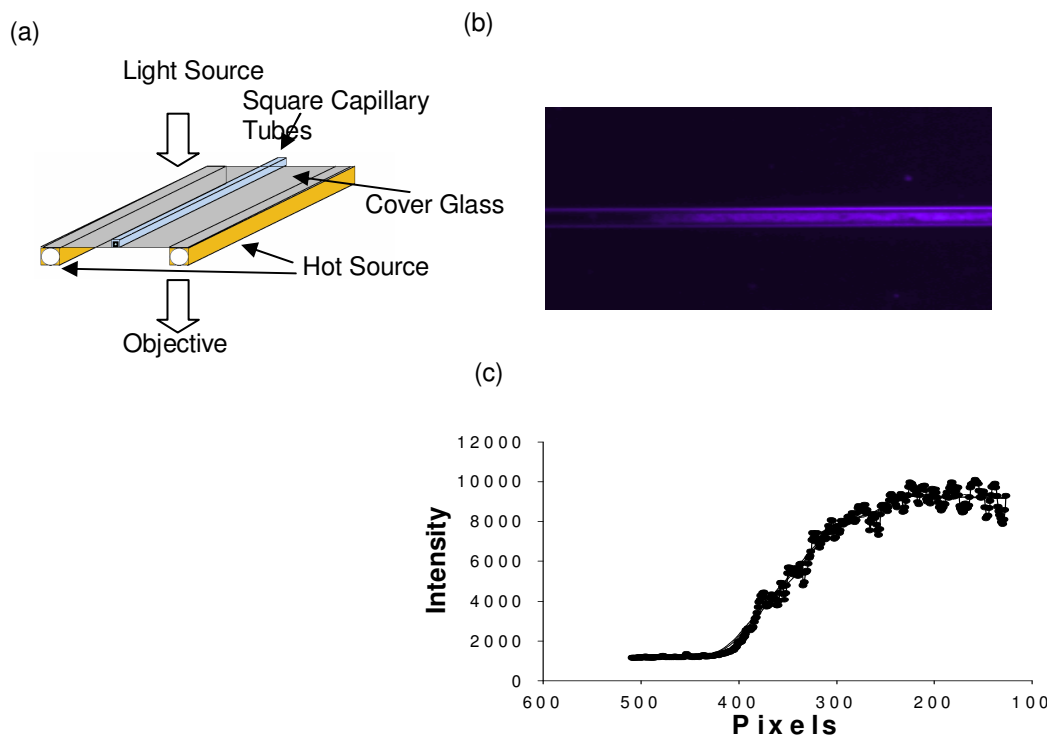 (a)
Light Source
Square Capillary
Tubes
Cover Glass
Hot Source
Objective
(b)
(c)
12000
10000
8000
6000
4000
2000
0
Intensity
600 500 400 300 200 100
Pixels